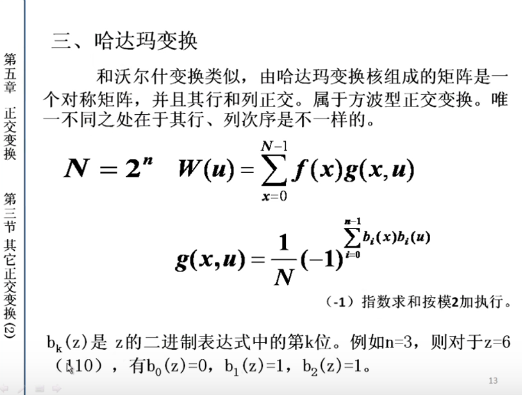 三、哈达玛变换
和沃尔什变换类似，由哈达玛变换核组成的矩阵是一
个对称矩阵，并且其行和列正交。属于方波型正交变换。唯
一不同之处在于其行、列次序是不一样的。
N = 2^n W(u) = ∑_{x=0}^{N-1} f(x)g(x,u)
g(x,u) = \frac{1}{N}(-1)^{∑_{i=0}^{n-1} b_i(x)b_i(u)}
（-1）指数求和按模2加执行。
b_k(z)是 z的二进制表达式中的第k位。例如n=3，则对于z=6
（110），有b_0(z)=0，b_1(z)=1，b_2(z)=1。
第五章 正交变换 第三节 其它正交变换(2)
13